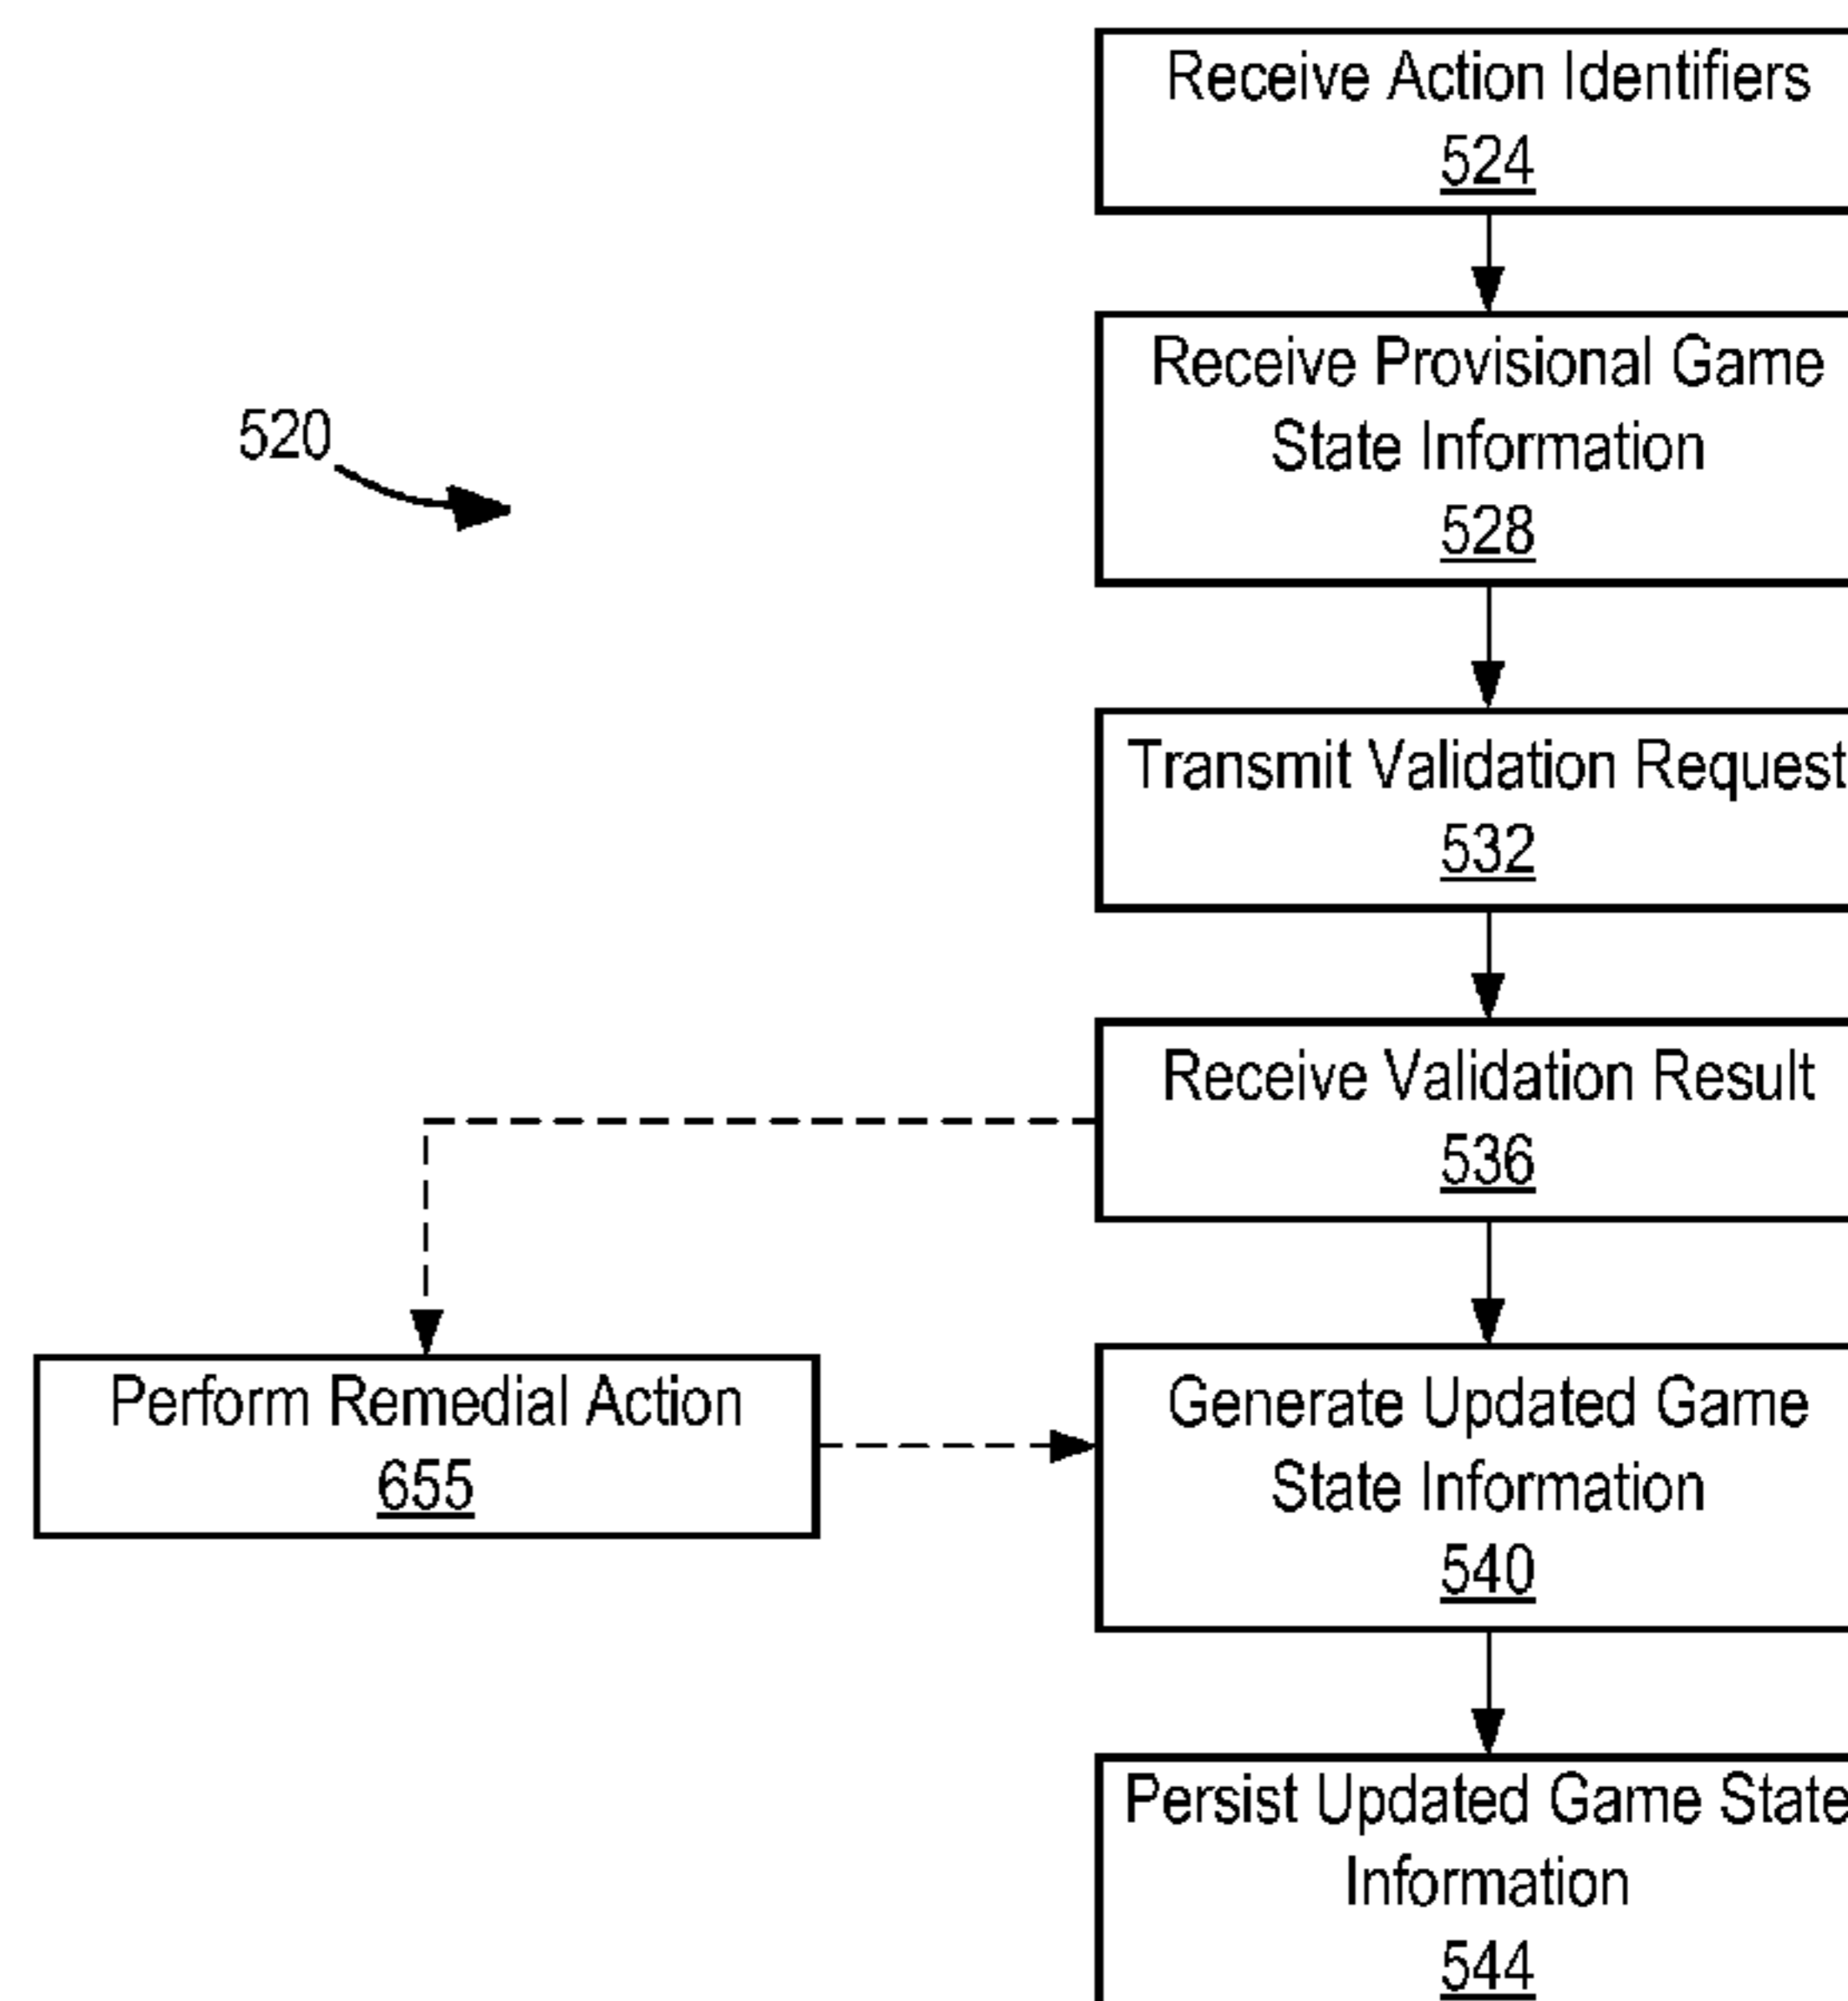 Receive Action Identifiers
524
Receive Provisional Game
State Information
528
520
Transmit Validation Request
532
Receive Validation Result
536
Perform Remedial Action
655
Generate Updated Game
State Information
540
Persist Updated Game State
Information
544